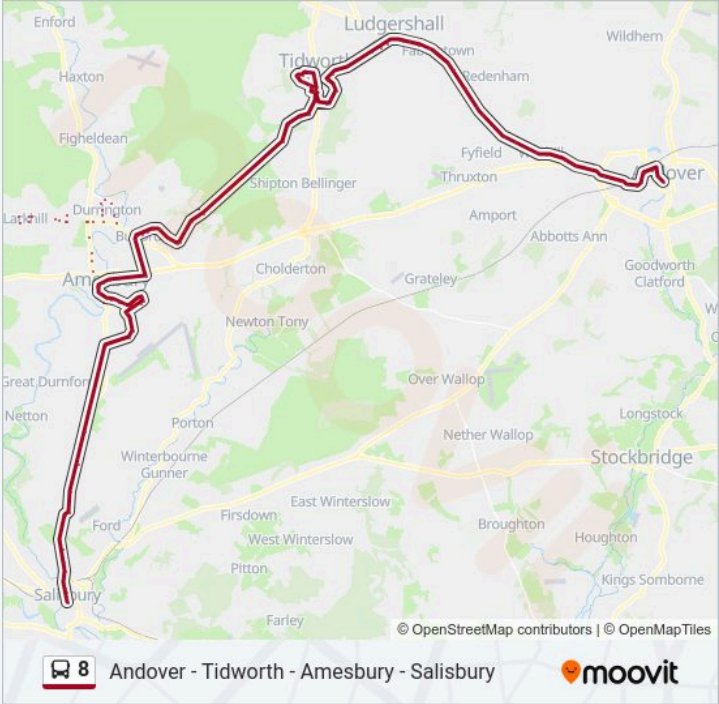 Enford
Ludgershall
Wildhern
Haxton
Tidworth
Redenham
Figheldean
Fyfield
Thruxton
Shipton Bellinger
Larkhill
Durrington
Amport
Abbotts Ann
Cholderton
Grateley
Goodworth
Clatford
Newton Tony
Great Durnford
Over Wallop
Netton
Porton
Longstock
Nether Wallop
Winterbourne
Gunner
Stockbridge
East Winterslow
Ford
Firsdown
Broughton
Houghton
West Winterslow
Pitton
Kings Somborne
Salisbury
Farley
© OpenStreetMap contributors | © OpenMapTiles
8 Andover - Tidworth - Amesbury - Salisbury
moovit